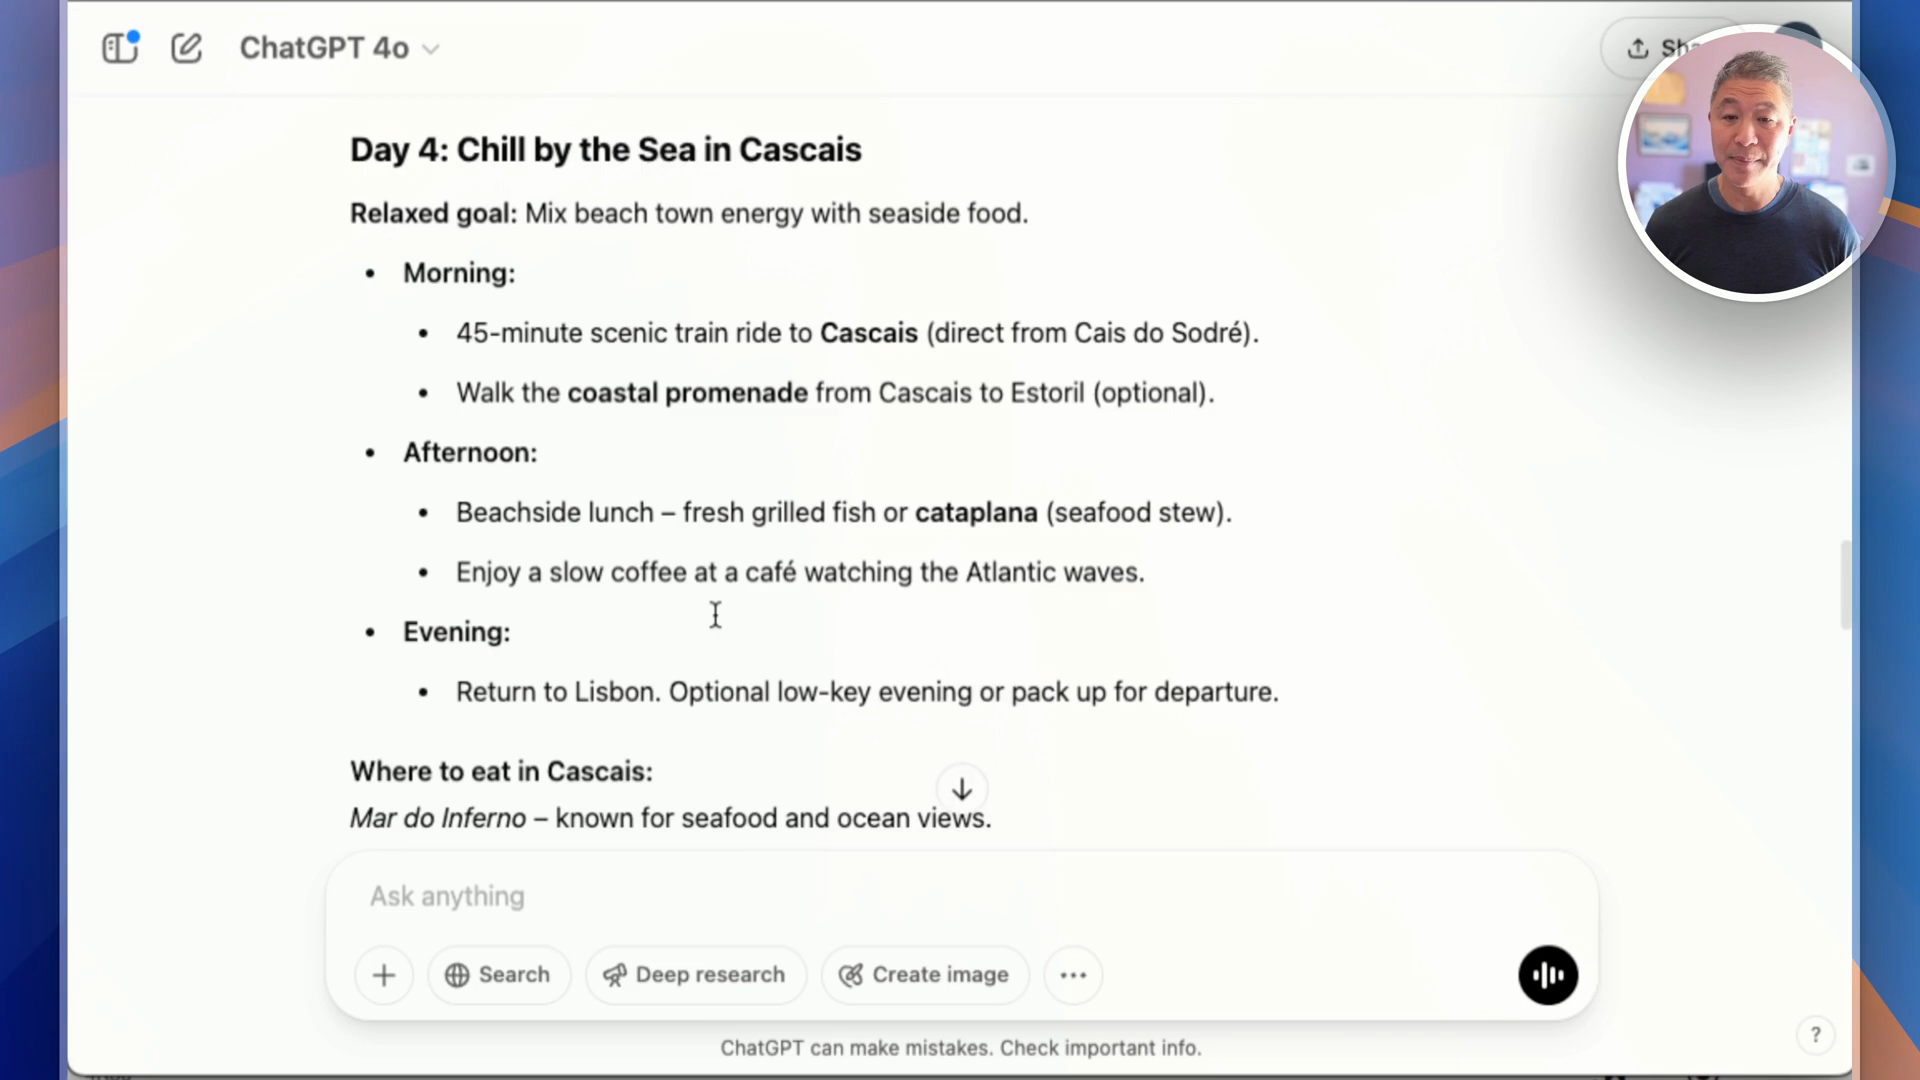 ChatGPT 4o
Day 4: Chill by the Sea in Cascais
Relaxed goal: Mix beach town energy with seaside food.
• Morning:
• 45-minute scenic train ride to Cascais (direct from Cais do Sodré).
• Walk the coastal promenade from Cascais to Estoril (optional).
• Afternoon:
• Beachside lunch – fresh grilled fish or cataplana (seafood stew).
• Enjoy a slow coffee at a café watching the Atlantic waves.
• Evening:
• Return to Lisbon. Optional low-key evening or pack up for departure.
Where to eat in Cascais:
Mar do Inferno – known for seafood and ocean views.
Ask anything
Search Deep research Create image
ChatGPT can make mistakes. Check important info.
?